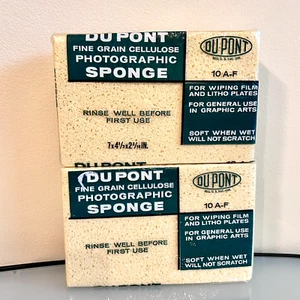 DU PONT
FINE GRAIN CELLULOSE
PHOTOGRAPHIC
SPONGE
DU PONT
10 A-F
FOR WIPING FILM
AND LITHO PLATES
FOR GENERAL USE
IN GRAPHIC ARTS
SOFT WHEN WET
WILL NOT SCRATCH
RINSE WELL BEFORE
FIRST USE
DU PONT
FINE GRAIN CELLULOSE
PHOTOGRAPHIC
SPONGE
DU PONT
10 A-F
FOR WIPING FILM
AND LITHO PLATES
FOR GENERAL USE
IN GRAPHIC ARTS
SOFT WHEN WET
WILL NOT SCRATCH
RINSE WELL BEFORE
FIRST USE